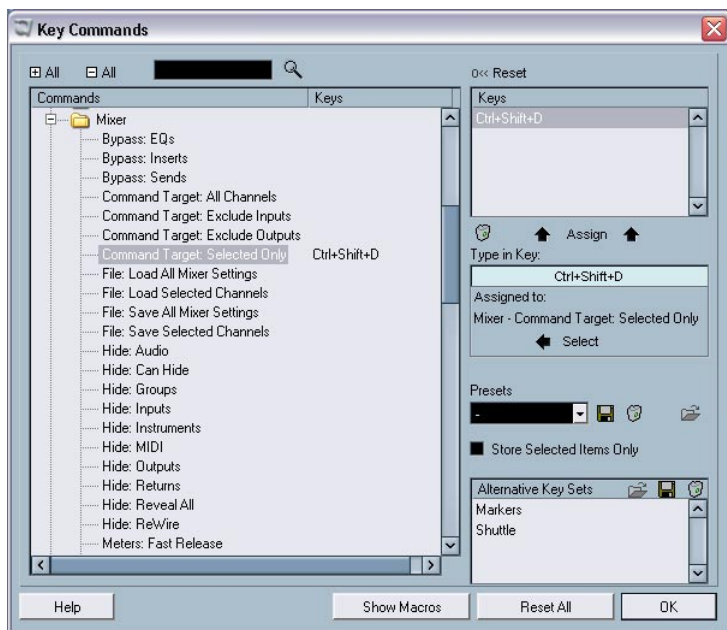 Key Commands
All
All
Commands
Keys
Mixer
Bypass: EQs
Bypass: Inserts
Bypass: Sends
Command Target: All Channels
Command Target: Exclude Inputs
Command Target: Exclude Outputs
Command Target: Selected Only
Ctrl+Shift+D
File: Load All Mixer Settings
File: Load Selected Channels
File: Save All Mixer Settings
File: Save Selected Channels
Hide: Audio
Hide: Can Hide
Hide: Groups
Hide: Inputs
Hide: Instruments
Hide: MIDI
Hide: Outputs
Hide: Returns
Hide: Reveal All
Hide: ReWire
Meters: Fast Release
0<< Reset
Keys
Ctrl+Shift+D
Assign
Type in Key:
Ctrl+Shift+D
Assigned to:
Mixer - Command Target: Selected Only
Select
Presets
-
Store Selected Items Only
Alternative Key Sets
Markers
Shuttle
Help
Show Macros
Reset All
OK